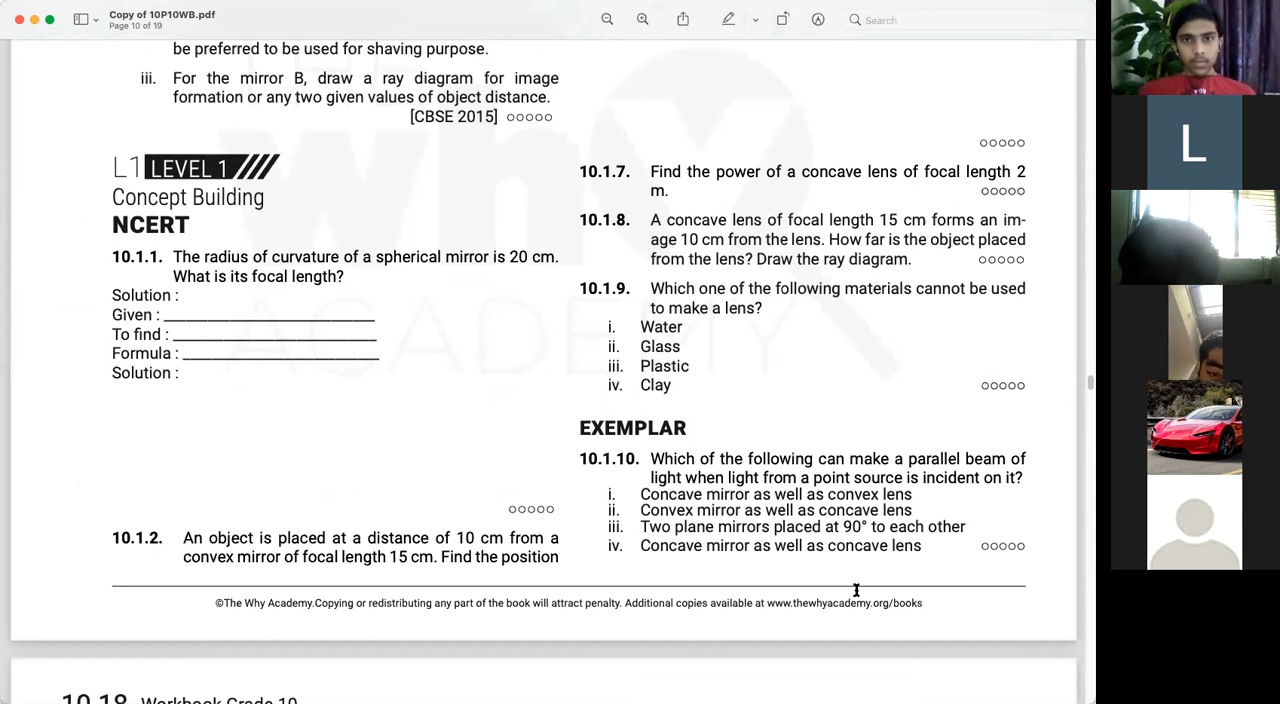 Copy of 10P10WB.pdf
Page 10 of 19
Search
be preferred to be used for shaving purpose.
iii. For the mirror B, draw a ray diagram for image
formation or any two given values of object distance.
[CBSE 2015] ○○○○○
L1 LEVEL 1
Concept Building
NCERT
10.1.1. The radius of curvature of a spherical mirror is 20 cm.
What is its focal length?
Solution :
Given : _________________________
To find : ________________________
Formula : _______________________
Solution :
○○○○○
10.1.2. An object is placed at a distance of 10 cm from a
convex mirror of focal length 15 cm. Find the position
○○○○○
10.1.7. Find the power of a concave lens of focal length 2
m. ○○○○○
10.1.8. A concave lens of focal length 15 cm forms an im-
age 10 cm from the lens. How far is the object placed
from the lens? Draw the ray diagram. ○○○○○
10.1.9. Which one of the following materials cannot be used
to make a lens?
i. Water
ii. Glass
iii. Plastic
iv. Clay ○○○○○
EXEMPLAR
10.1.10. Which of the following can make a parallel beam of
light when light from a point source is incident on it?
i. Concave mirror as well as convex lens
ii. Convex mirror as well as concave lens
iii. Two plane mirrors placed at 90° to each other
iv. Concave mirror as well as concave lens ○○○○○
©The Why Academy.Copying or redistributing any part of the book will attract penalty. Additional copies available at www.thewhyacademy.org/books
10.18 Workbook Grade 10
THE
why
ACADEMY
L